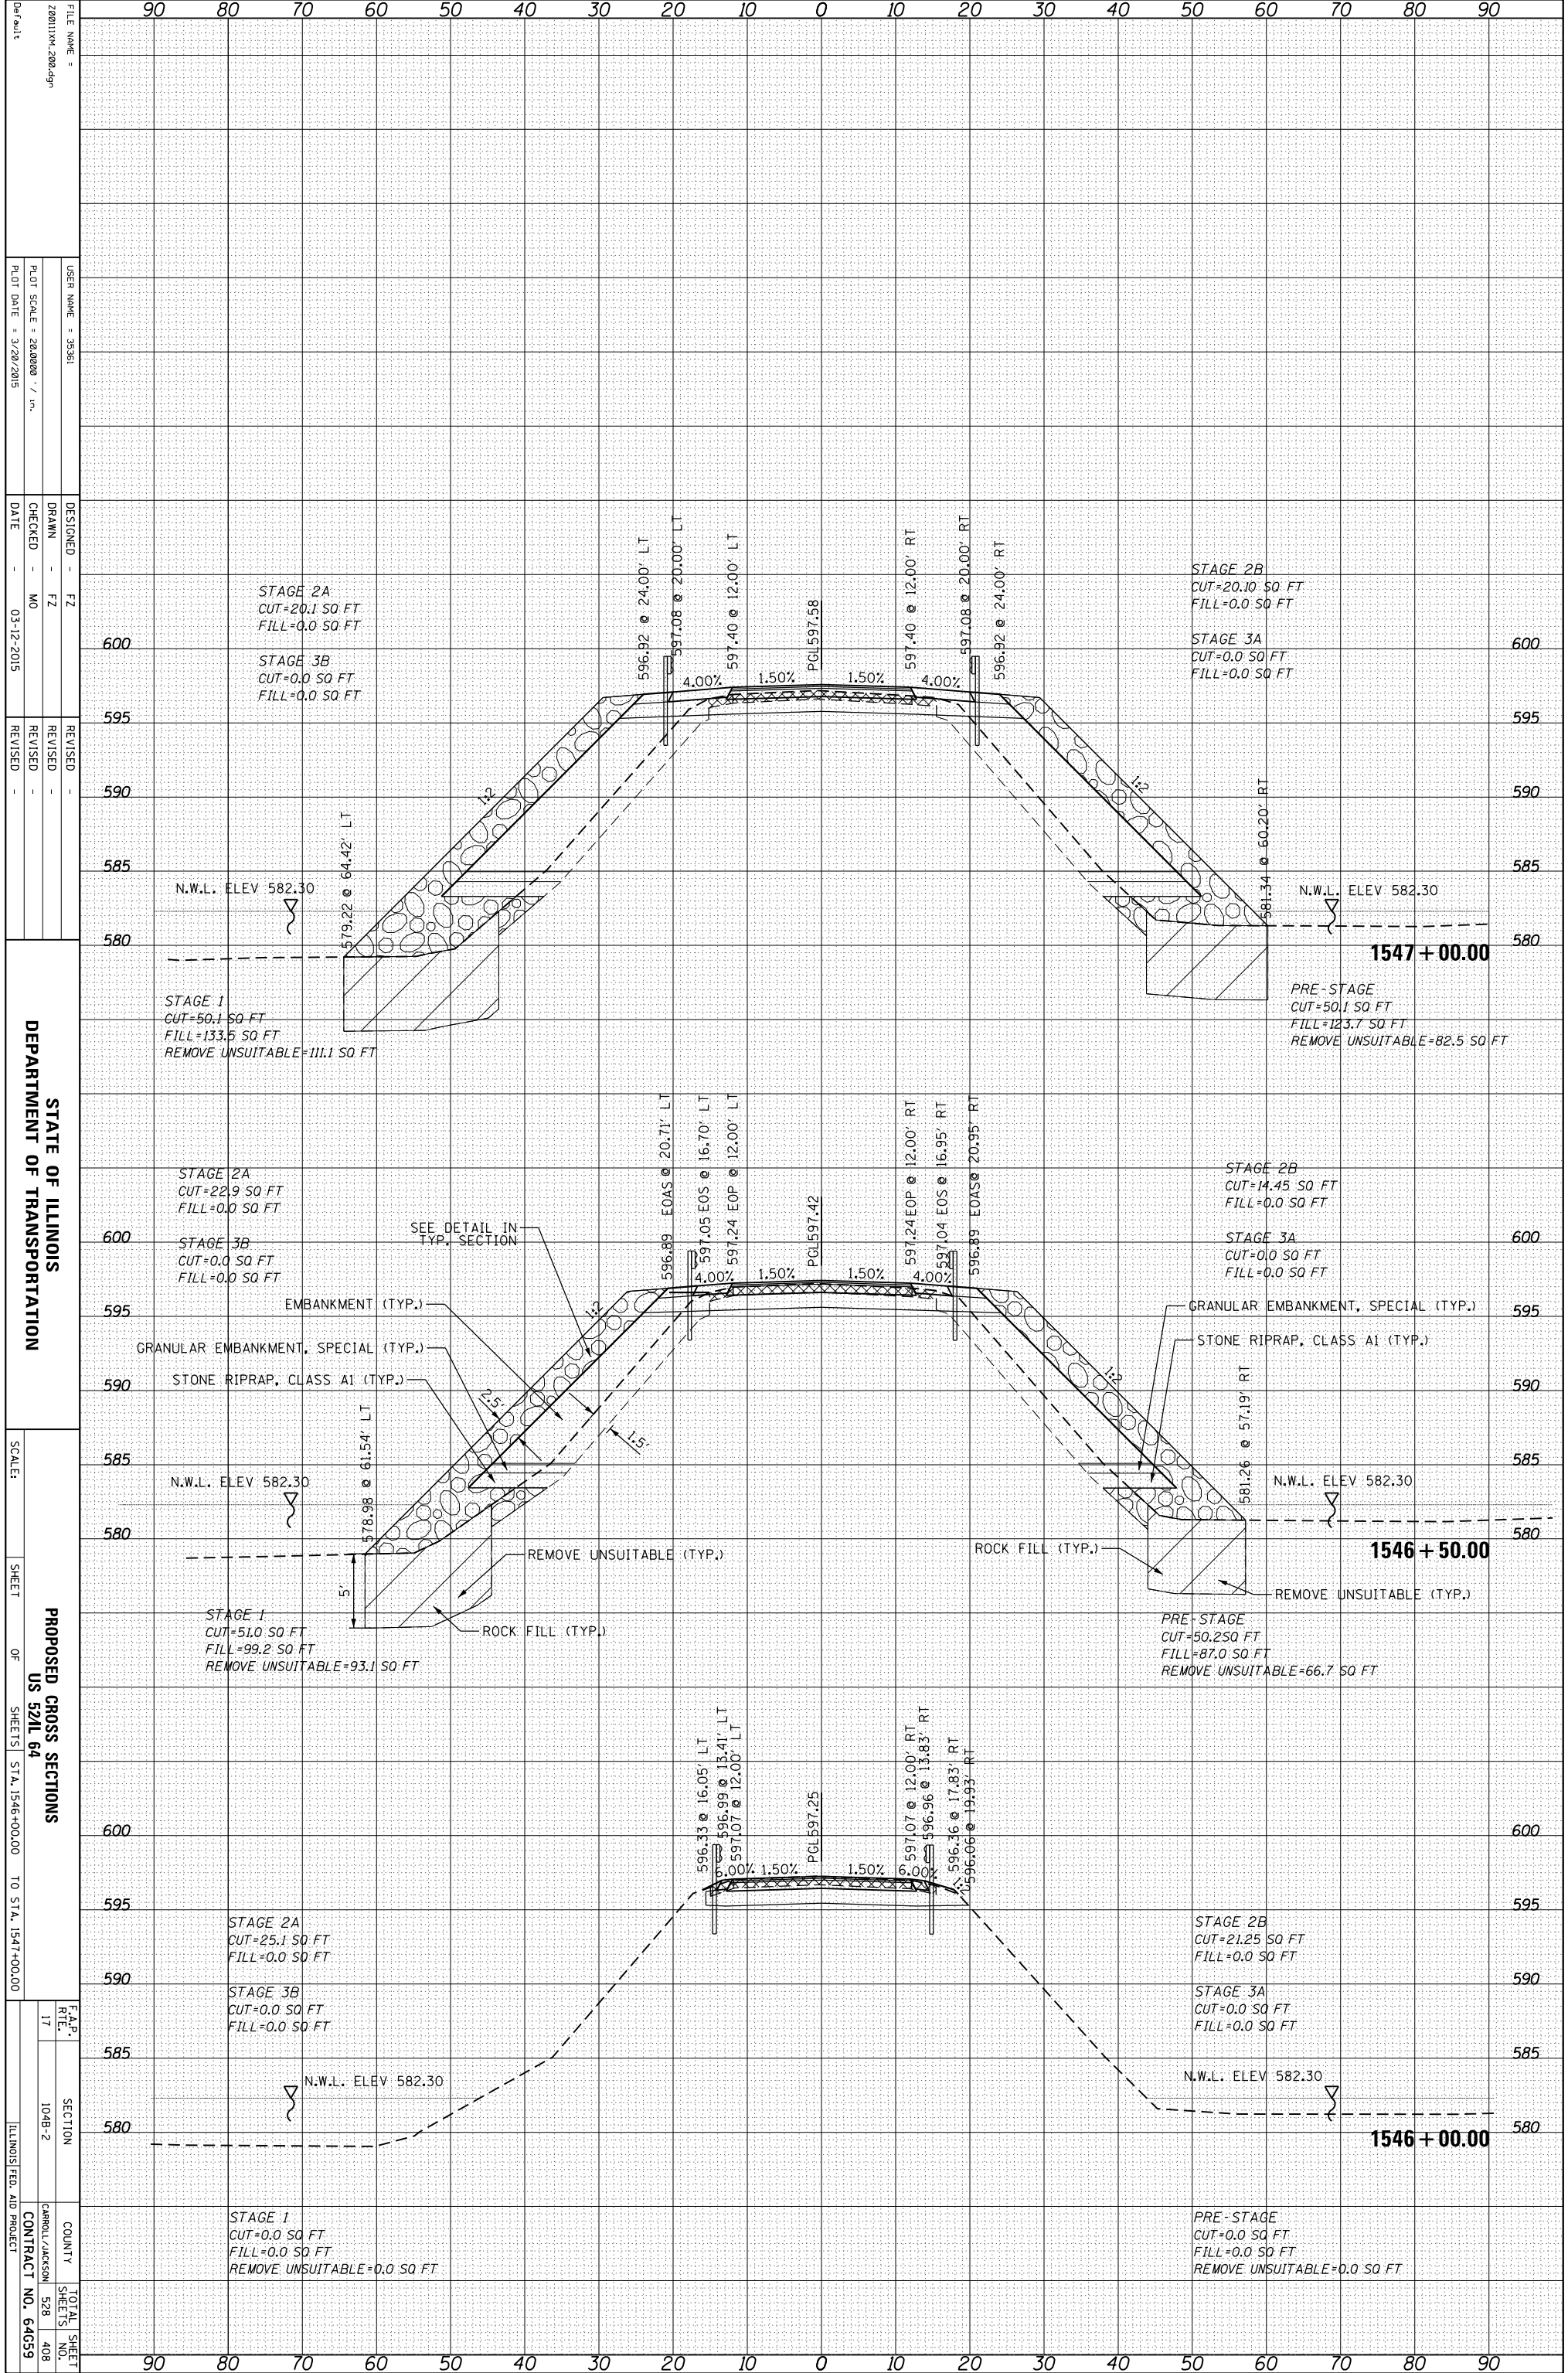 90 80 70 60 50 40 30 20 10 0 10 20 30 40 50 60 70 80 90
STAGE 2A
CUT=20.1 SQ FT
FILL=0.0 SQ FT
STAGE 3B
CUT=0.0 SQ FT
FILL=0.0 SQ FT
596.92 @ 24.00' LT
597.08 @ 20.00' LT
597.40 @ 12.00' LT
PGL597.58
597.40 @ 12.00' RT
597.08 @ 20.00' RT
596.92 @ 24.00' RT
STAGE 2B
CUT=20.10 SQ FT
FILL=0.0 SQ FT
STAGE 3A
CUT=0.0 SQ FT
FILL=0.0 SQ FT
600 600
4.00% 1.50% 1.50% 4.00%
595 595
590 590
1:2 1:2
585 585
579.22 @ 64.42' LT
581.34 @ 60.20' RT
N.W.L. ELEV 582.30
N.W.L. ELEV 582.30
580 580
1547+00.00
STAGE 1
CUT=50.1 SQ FT
FILL=133.5 SQ FT
REMOVE UNSUITABLE=111.1 SQ FT
PRE-STAGE
CUT=50.1 SQ FT
FILL=123.7 SQ FT
REMOVE UNSUITABLE=82.5 SQ FT
STAGE 2A
CUT=22.9 SQ FT
FILL=0.0 SQ FT
STAGE 3B
CUT=0.0 SQ FT
FILL=0.0 SQ FT
SEE DETAIL IN
TYP. SECTION
596.89 EOAS @ 20.71' LT
597.05 EOS @ 16.70' LT
597.24 EOP @ 12.00' LT
PGL597.42
597.24 EOP @ 12.00' RT
597.04 EOS @ 16.95' RT
596.89 EOAS@ 20.95' RT
STAGE 2B
CUT=14.45 SQ FT
FILL=0.0 SQ FT
STAGE 3A
CUT=0.0 SQ FT
FILL=0.0 SQ FT
600 600
4.00% 1.50% 1.50% 4.00%
595 595
1:2 1:2
EMBANKMENT (TYP.)
GRANULAR EMBANKMENT, SPECIAL (TYP.)
STONE RIPRAP, CLASS A1 (TYP.)
GRANULAR EMBANKMENT, SPECIAL (TYP.)
STONE RIPRAP, CLASS A1 (TYP.)
590 590
2.5'
1.5'
585 585
578.98 @ 61.54' LT
581.26 @ 57.19' RT
N.W.L. ELEV 582.30
N.W.L. ELEV 582.30
580 580
1546+50.00
REMOVE UNSUITABLE (TYP.)
ROCK FILL (TYP.)
5'
ROCK FILL (TYP.)
REMOVE UNSUITABLE (TYP.)
STAGE 1
CUT=51.0 SQ FT
FILL=99.2 SQ FT
REMOVE UNSUITABLE=93.1 SQ FT
PRE-STAGE
CUT=50.2SQ FT
FILL=87.0 SQ FT
REMOVE UNSUITABLE=66.7 SQ FT
596.33 @ 16.05' LT
596.99 @ 13.41' LT
597.07 @ 12.00' LT
PGL597.25
597.07 @ 12.00' RT
596.96 @ 13.83' RT
596.36 @ 17.83' RT
596.06 @ 19.93' RT
600 600
6.00% 1.50% 1.50% 6.00%
595 595
STAGE 2A
CUT=25.1 SQ FT
FILL=0.0 SQ FT
STAGE 3B
CUT=0.0 SQ FT
FILL=0.0 SQ FT
STAGE 2B
CUT=21.25 SQ FT
FILL=0.0 SQ FT
STAGE 3A
CUT=0.0 SQ FT
FILL=0.0 SQ FT
590 590
585 585
N.W.L. ELEV 582.30
N.W.L. ELEV 582.30
580 580
1546+00.00
STAGE 1
CUT=0.0 SQ FT
FILL=0.0 SQ FT
REMOVE UNSUITABLE=0.0 SQ FT
PRE-STAGE
CUT=0.0 SQ FT
FILL=0.0 SQ FT
REMOVE UNSUITABLE=0.0 SQ FT
90 80 70 60 50 40 30 20 10 0 10 20 30 40 50 60 70 80 90
FILE NAME =
Z00111XM_200.dgn
Default
USER NAME = 35361
PLOT SCALE = 20.0000 ' / in.
PLOT DATE = 3/20/2015
DESIGNED - FZ
DRAWN - FZ
CHECKED - MO
DATE - 03-12-2015
REVISED -
REVISED -
REVISED -
REVISED -
STATE OF ILLINOIS
DEPARTMENT OF TRANSPORTATION
PROPOSED CROSS SECTIONS
US 52/IL 64
SCALE: SHEET OF SHEETS STA. 1546+00.00 TO STA. 1547+00.00
F.A.P. RTE. SECTION COUNTY TOTAL SHEETS SHEET NO.
17 104B-2 CARROLL/JACKSON 528 408
CONTRACT NO. 64G59
ILLINOIS FED. AID PROJECT